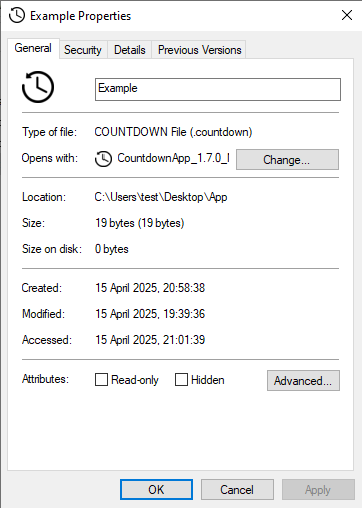 Example Properties
General Security Details Previous Versions
Example
Type of file: COUNTDOWN File (.countdown)
Opens with: CountdownApp_1.7.0_ Change...
Location: C:\Users\test\Desktop\App
Size: 19 bytes (19 bytes)
Size on disk: 0 bytes
Created: 15 April 2025, 20:58:38
Modified: 15 April 2025, 19:39:36
Accessed: 15 April 2025, 21:01:39
Attributes: Read-only Hidden Advanced...
OK Cancel Apply